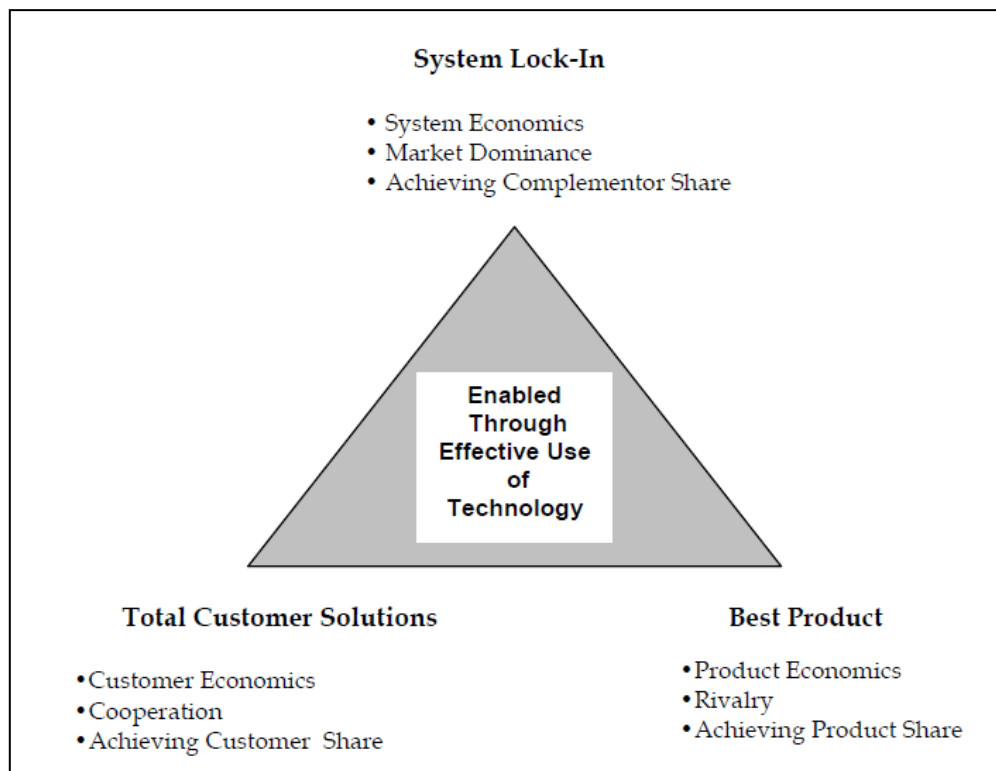 System Lock-In
• System Economics
• Market Dominance
• Achieving Complementor Share
Enabled
Through
Effective Use
of
Technology
Total Customer Solutions
•Customer Economics
•Cooperation
•Achieving Customer Share
Best Product
•Product Economics
•Rivalry
•Achieving Product Share